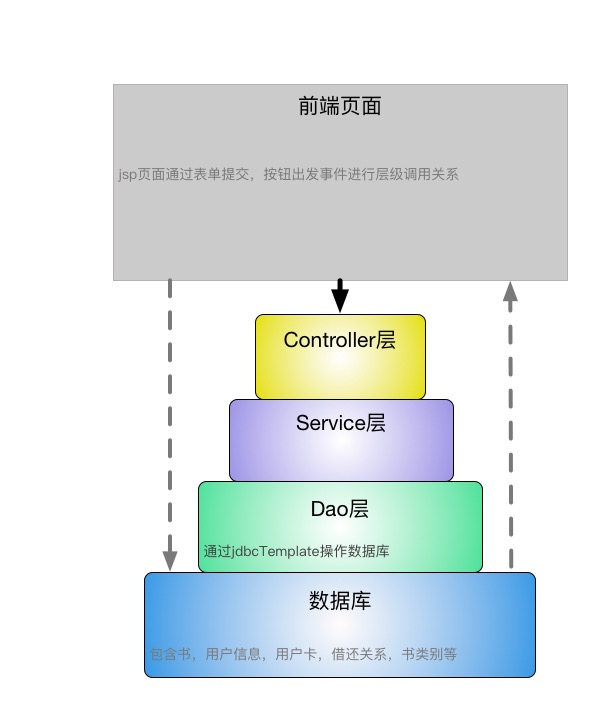 前端页面
jsp页面通过表单提交，按钮出发事件进行层级调用关系
Controller层
Service层
Dao层
通过jdbcTemplate操作数据库
数据库
包含书，用户信息，用户卡，借还关系，书类别等